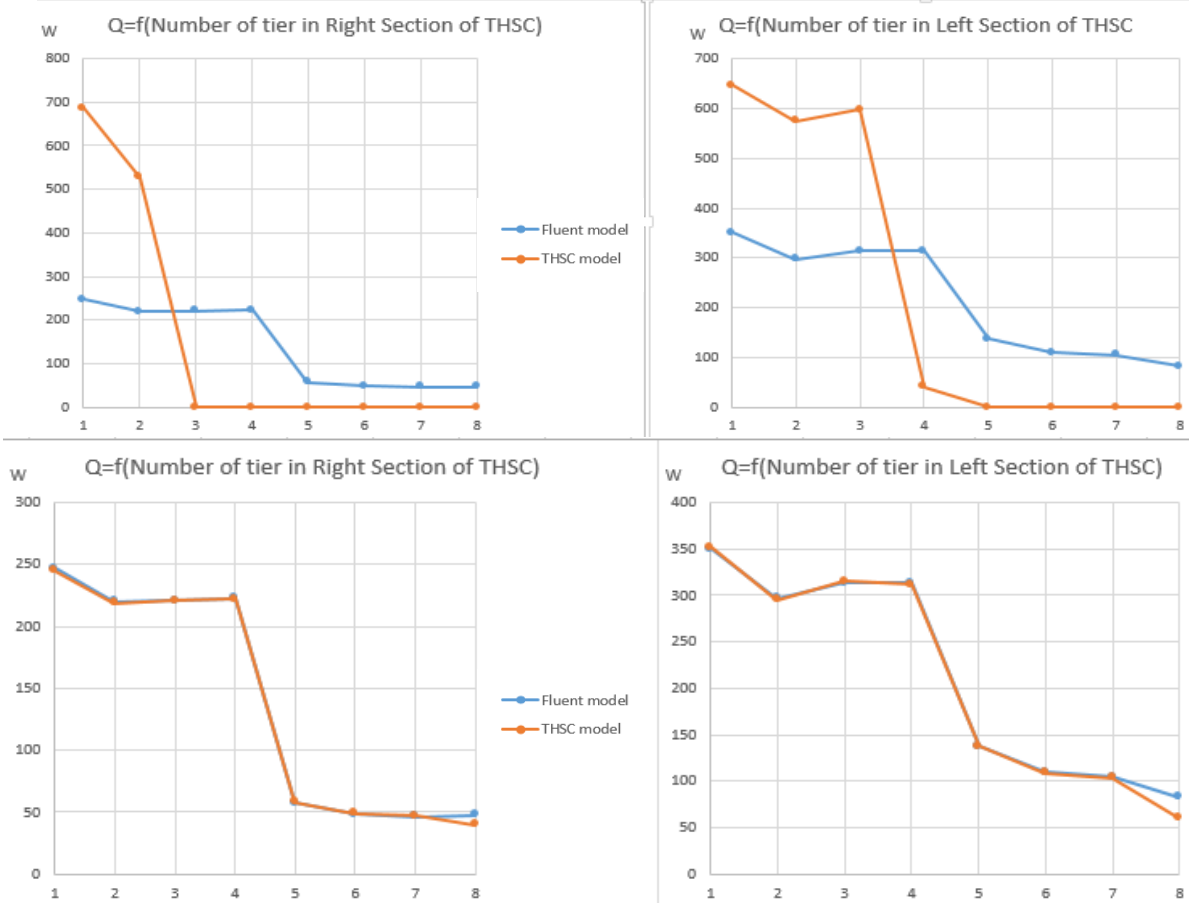 Q=f(Number of tier in Right Section of THSC)
W
800
700
600
500
400
300
200
100
0
1 2 3 4 5 6 7 8
Fluent model
THSC model
Q=f(Number of tier in Left Section of THSC
W
700
600
500
400
300
200
100
0
1 2 3 4 5 6 7 8
Q=f(Number of tier in Right Section of THSC)
W
300
250
200
150
100
50
0
1 2 3 4 5 6 7 8
Fluent model
THSC model
Q=f(Number of tier in Left Section of THSC)
W
400
350
300
250
200
150
100
50
0
1 2 3 4 5 6 7 8